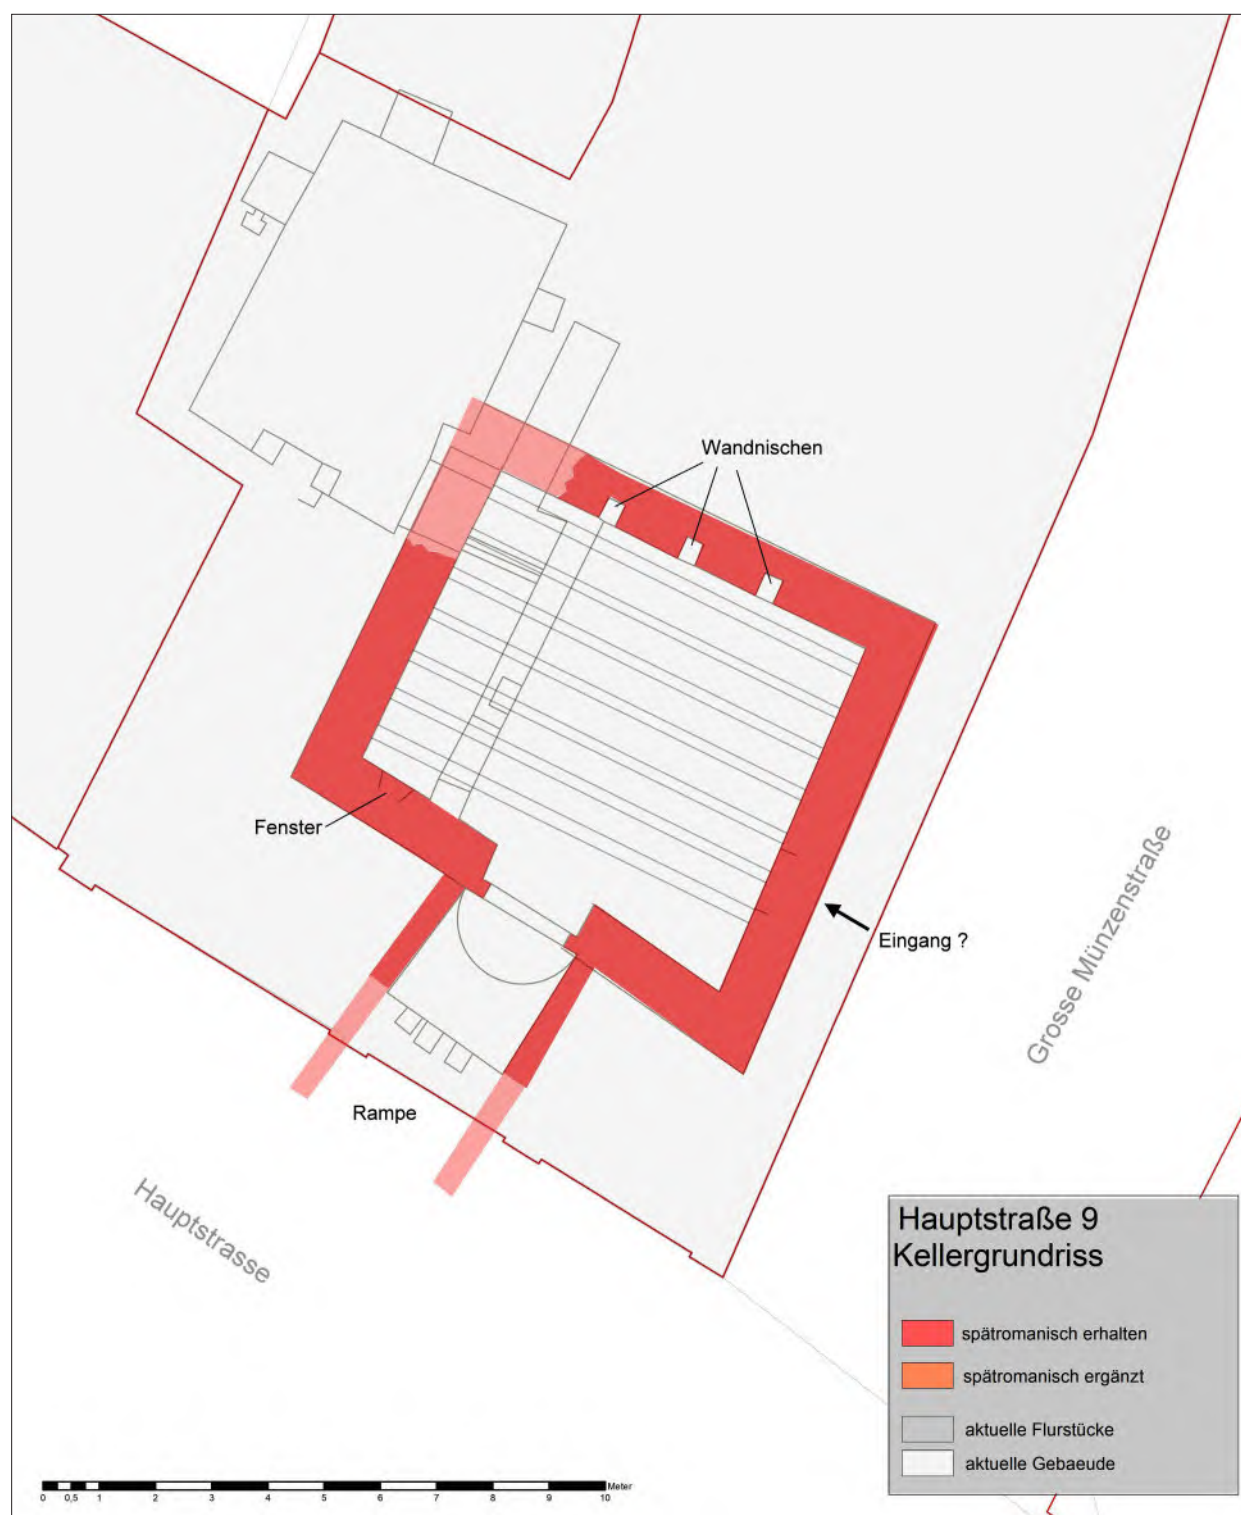 Wandnischen
Fenster
Eingang ?
Grosse Münzenstraße
Rampe
Hauptstrasse
Hauptstraße 9
Kellergrundriss
spätromanisch erhalten
spätromanisch ergänzt
aktuelle Flurstücke
aktuelle Gebaeude
0 0,5 1 2 3 4 5 6 7 8 9 10 Meter